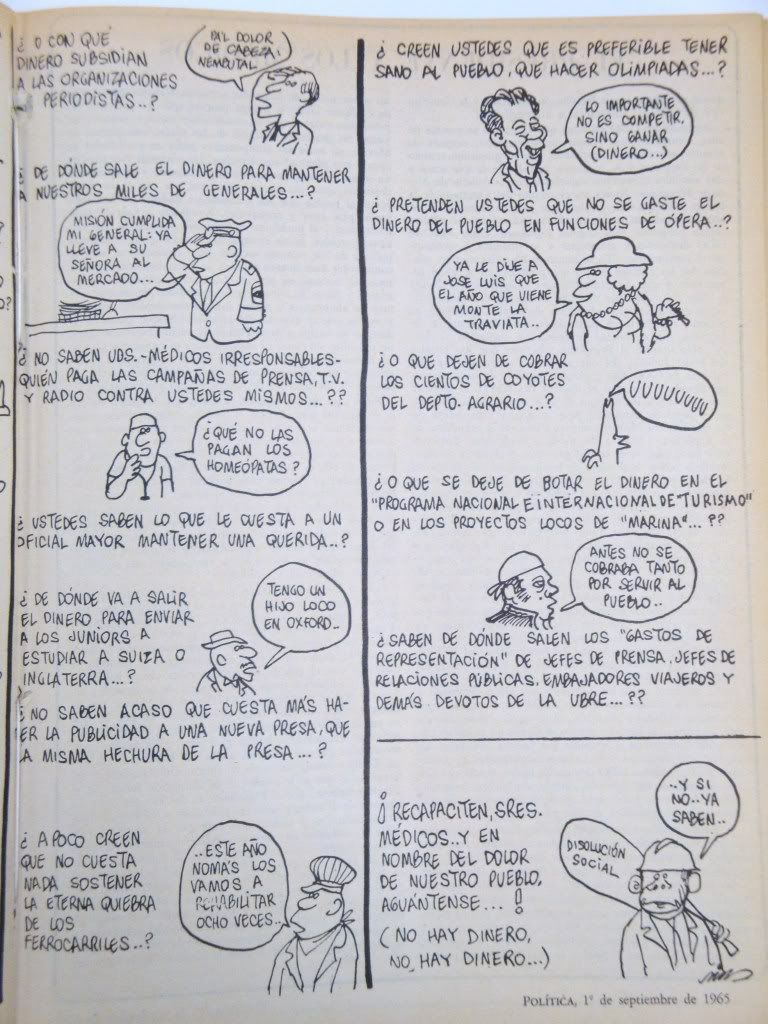 ¿ O CON QUÉ
DINERO SUBSIDIAN
A LAS ORGANIZACIONES
PERIODISTAS..?
PA'L DOLOR
DE CABEZA:
NEMBUTAL.
¿ DE DÓNDE SALE EL DINERO PARA MANTENER
A NUESTROS MILES DE GENERALES...?
MISIÓN CUMPLIDA
MI GENERAL: YA
LLEVE A SU
SEÑORA AL
MERCADO...
¿ NO SABEN UDS. -MÉDICOS IRRESPONSABLES-
QUIÉN PAGA LAS CAMPAÑAS DE PRENSA, T.V.
Y RADIO CONTRA USTEDES MISMOS...??
¿QUÉ NO LAS
PAGAN LOS
HOMEÓPATAS?
¿ USTEDES SABEN LO QUE LE CUESTA A UN
OFICIAL MAYOR MANTENER UNA QUERIDA..?
¿ DE DÓNDE VA A SALIR
EL DINERO PARA ENVIAR
A LOS JUNIORS A
ESTUDIAR A SUIZA O
INGLATERRA...?
TENGO UN
HIJO LOCO
EN OXFORD..
¿NO SABEN ACASO QUE CUESTA MÁS HA-
ER LA PUBLICIDAD A UNA NUEVA PRESA, QUE
A MISMA HECHURA DE LA PRESA...?
¿ APOCO CREEN
QUE NO CUESTA
NADA SOSTENER
LA ETERNA QUIEBRA
DE LOS
FERROCARRILES..?
..ESTE AÑO
NOMÁS LOS
VAMOS A
REHABILITAR
OCHO VECES..
¿ CREEN USTEDES QUE ES PREFERIBLE TENER
SANO AL PUEBLO, QUE HACER OLIMPIADAS...?
LO IMPORTANTE
NO ES COMPETIR,
SINO GANAR
(DINERO...)
¿ PRETENDEN USTEDES QUE NO SE GASTE EL
DINERO DEL PUEBLO EN FUNCIONES DE ÓPERA..?
YA LE DIJE A
JOSE LUIS QUE
EL AÑO QUE VIENE
MONTE LA
TRAVIATA..
¿O QUE DEJEN DE COBRAR
LOS CIENTOS DE COYOTES
DEL DEPTO. AGRARIO...?
UUUUUUUU
¿ O QUE SE DEJE DE BOTAR EL DINERO EN EL
"PROGRAMA NACIONAL E INTERNACIONAL DE "TURISMO"
O EN LOS PROYECTOS LOCOS DE "MARINA"... ??
ANTES NO SE
COBRABA TANTO
POR SERVIR AL
PUEBLO..
¿SABEN DE DÓNDE SALEN LOS "GASTOS DE
REPRESENTACIÓN" DE JEFES DE PRENSA, JEFES DE
RELACIONES PÚBLICAS, EMBAJADORES VIAJEROS Y
DEMÁS DEVOTOS DE LA UBRE...??
¡ RECAPACITEN, SRES.
MÉDICOS..Y EN
NOMBRE DEL DOLOR
DE NUESTRO PUEBLO,
AGUÁNTENSE... !
(NO HAY DINERO,
NO HAY DINERO...)
..Y SI
NO..YA
SABEN..
DISOLUCIÓN
SOCIAL
POLÍTICA, 1º de septiembre de 1965